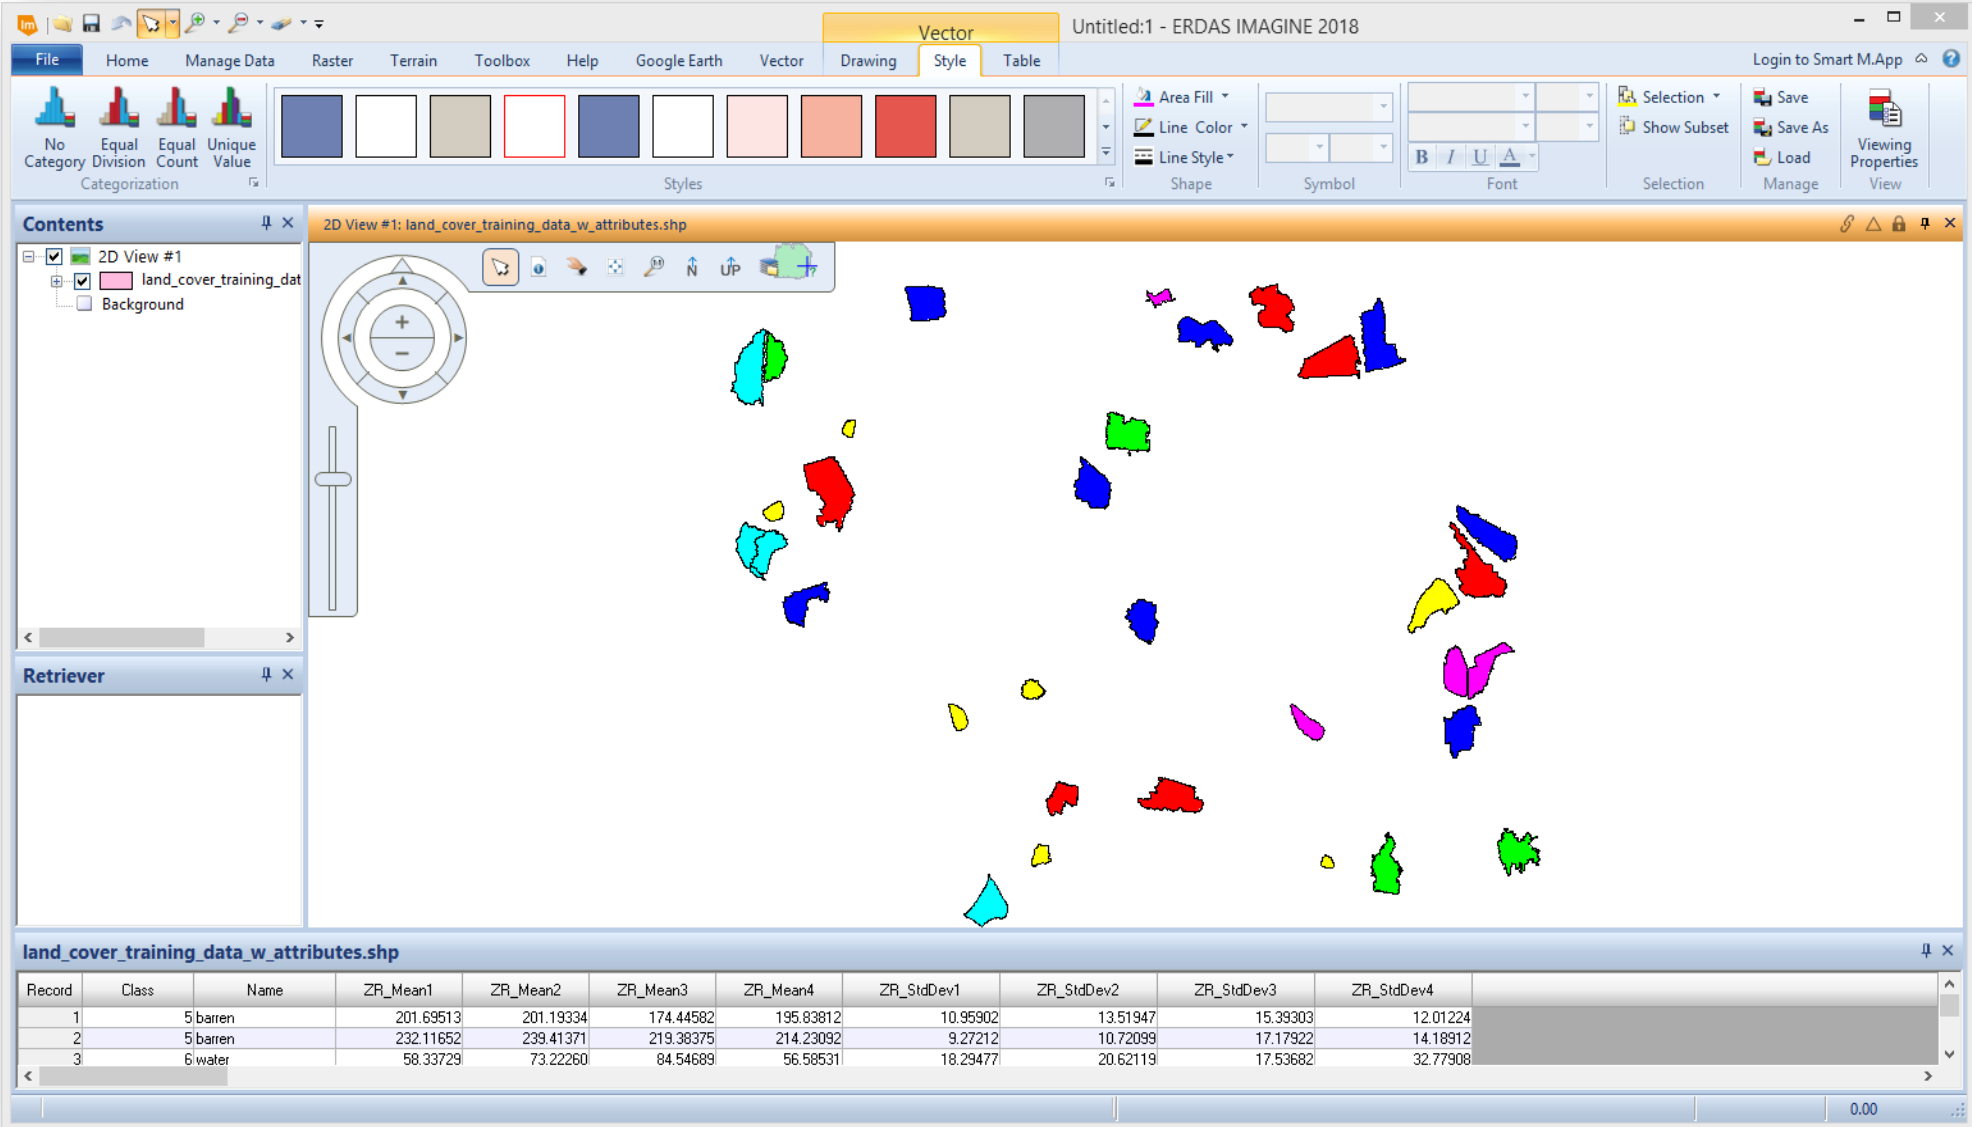 Im
Vector
Untitled:1 - ERDAS IMAGINE 2018
File Home Manage Data Raster Terrain Toolbox Help Google Earth Vector Drawing Style Table Login to Smart M.App
No Category
Equal Division
Equal Count
Unique Value
Categorization
Styles
Area Fill
Line Color
Line Style
Shape
Symbol
B I U A
Font
Selection
Show Subset
Selection
Save
Save As
Load
Manage
Viewing Properties
View
Contents
2D View #1
land_cover_training_dat
Background
Retriever
2D View #1: land_cover_training_data_w_attributes.shp
N UP
land_cover_training_data_w_attributes.shp
Record Class Name ZR_Mean1 ZR_Mean2 ZR_Mean3 ZR_Mean4 ZR_StdDev1 ZR_StdDev2 ZR_StdDev3 ZR_StdDev4
1 5 barren 201.69513 201.19334 174.44582 195.83812 10.95902 13.51947 15.39303 12.01224
2 5 barren 232.11652 239.41371 219.38375 214.23092 9.27212 10.72099 17.17922 14.18912
3 6 water 58.33729 73.22260 84.54689 56.58531 18.29477 20.62119 17.53682 32.77908
0.00